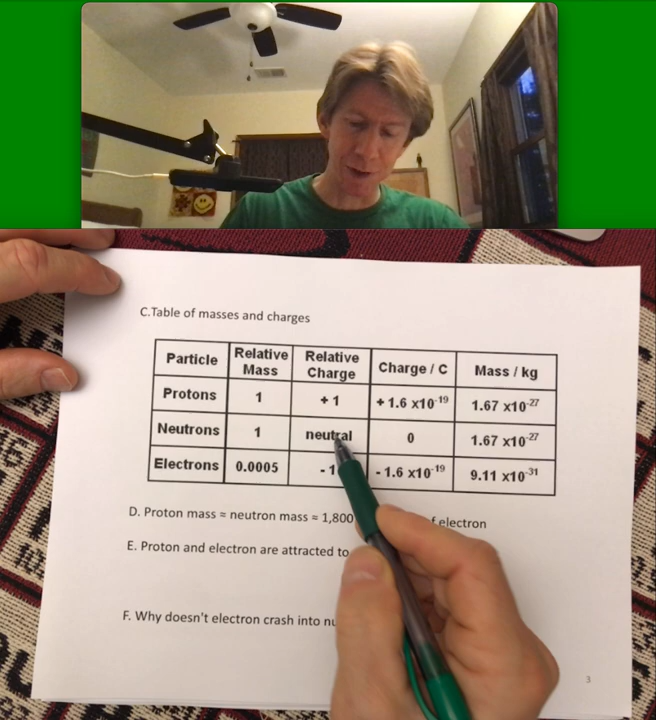 C.Table of masses and charges
Particle Relative Mass Relative Charge Charge / C Mass / kg
Protons 1 + 1 + 1.6 x10⁻¹⁹ 1.67 x10⁻²⁷
Neutrons 1 neutral 0 1.67 x10⁻²⁷
Electrons 0.0005 - 1 - 1.6 x10⁻¹⁹ 9.11 x10⁻³¹
D. Proton mass ≈ neutron mass ≈ 1,800 electron
E. Proton and electron are attracted to
F. Why doesn't electron crash into
3